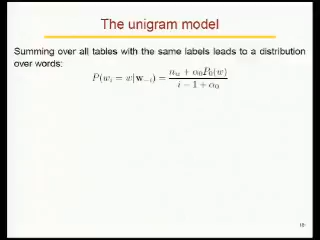 The unigram model
Summing over all tables with the same labels leads to a distribution
over words:
P(w_i = w|w_{-i}) = \frac{n_w + α_0 P_0(w)}{i - 1 + α_0}